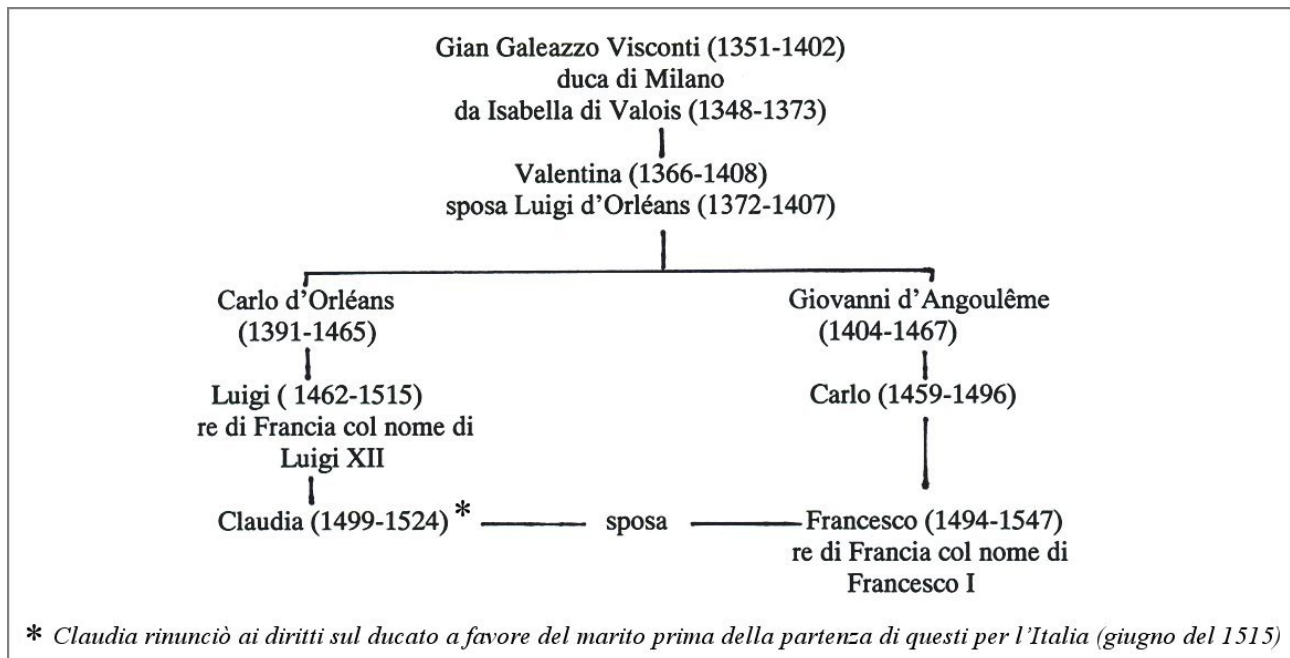 Gian Galeazzo Visconti (1351-1402)
duca di Milano
da Isabella di Valois (1348-1373)
Valentina (1366-1408)
sposa Luigi d'Orléans (1372-1407)
Carlo d'Orléans
(1391-1465)
Giovanni d'Angoulême
(1404-1467)
Luigi ( 1462-1515)
re di Francia col nome di
Luigi XII
Carlo (1459-1496)
Claudia (1499-1524) *
sposa
Francesco (1494-1547)
re di Francia col nome di
Francesco I
* Claudia rinunciò ai diritti sul ducato a favore del marito prima della partenza di questi per l'Italia (giugno del 1515)